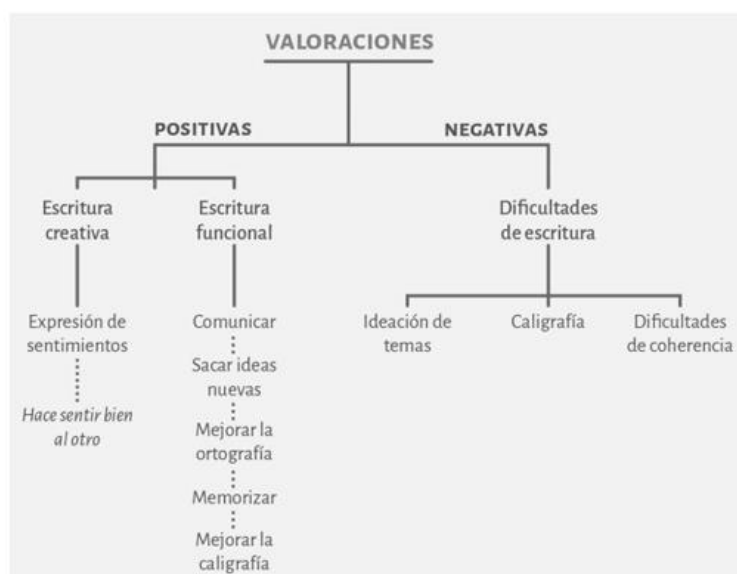 VALORACIONES
POSITIVAS
NEGATIVAS
Escritura
creativa
Escritura
funcional
Dificultades
de escritura
Expresión de
sentimientos
Hace sentir bien
al otro
Comunicar
Sacar ideas
nuevas
Mejorar la
ortografía
Memorizar
Mejorar la
caligrafía
Ideación de
temas
Caligrafía
Dificultades
de coherencia